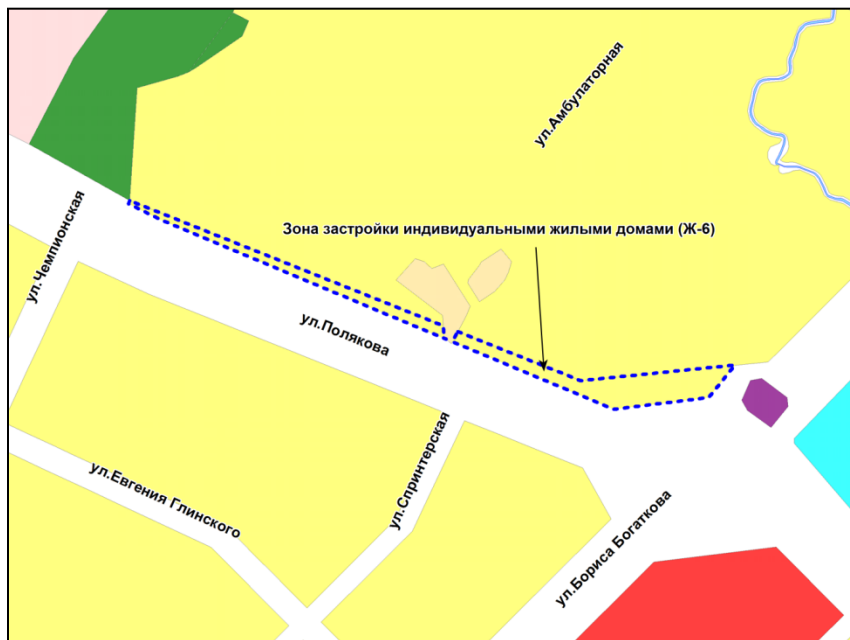 ул.Амбулаторная
ул.Чемпионская
Зона застройки индивидуальными жилыми домами (Ж-6)
ул.Полякова
ул.Спринтерская
ул.Евгения Глинского
ул.Бориса Богаткова